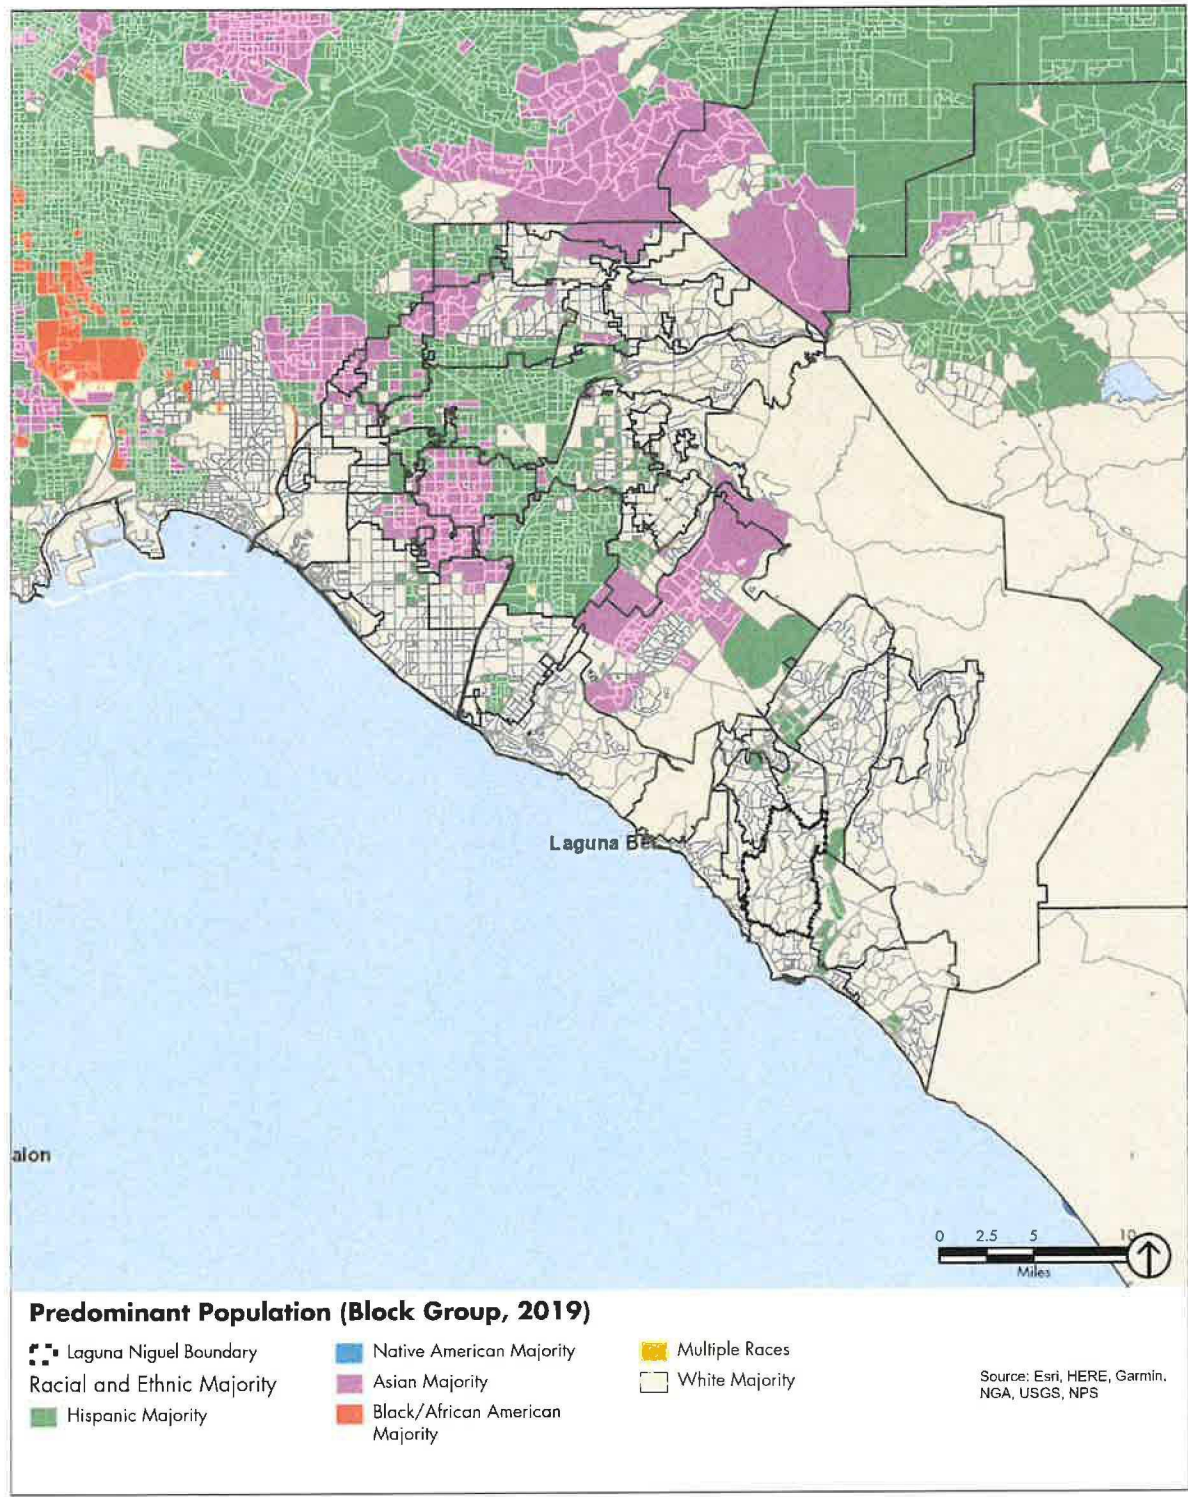 Laguna Be
alon
0 2.5 5 10
Miles
Predominant Population (Block Group, 2019)
Laguna Niguel Boundary
Racial and Ethnic Majority
Hispanic Majority
Native American Majority
Asian Majority
Black/African American
Majority
Multiple Races
White Majority
Source: Esri, HERE, Garmin,
NGA, USGS, NPS